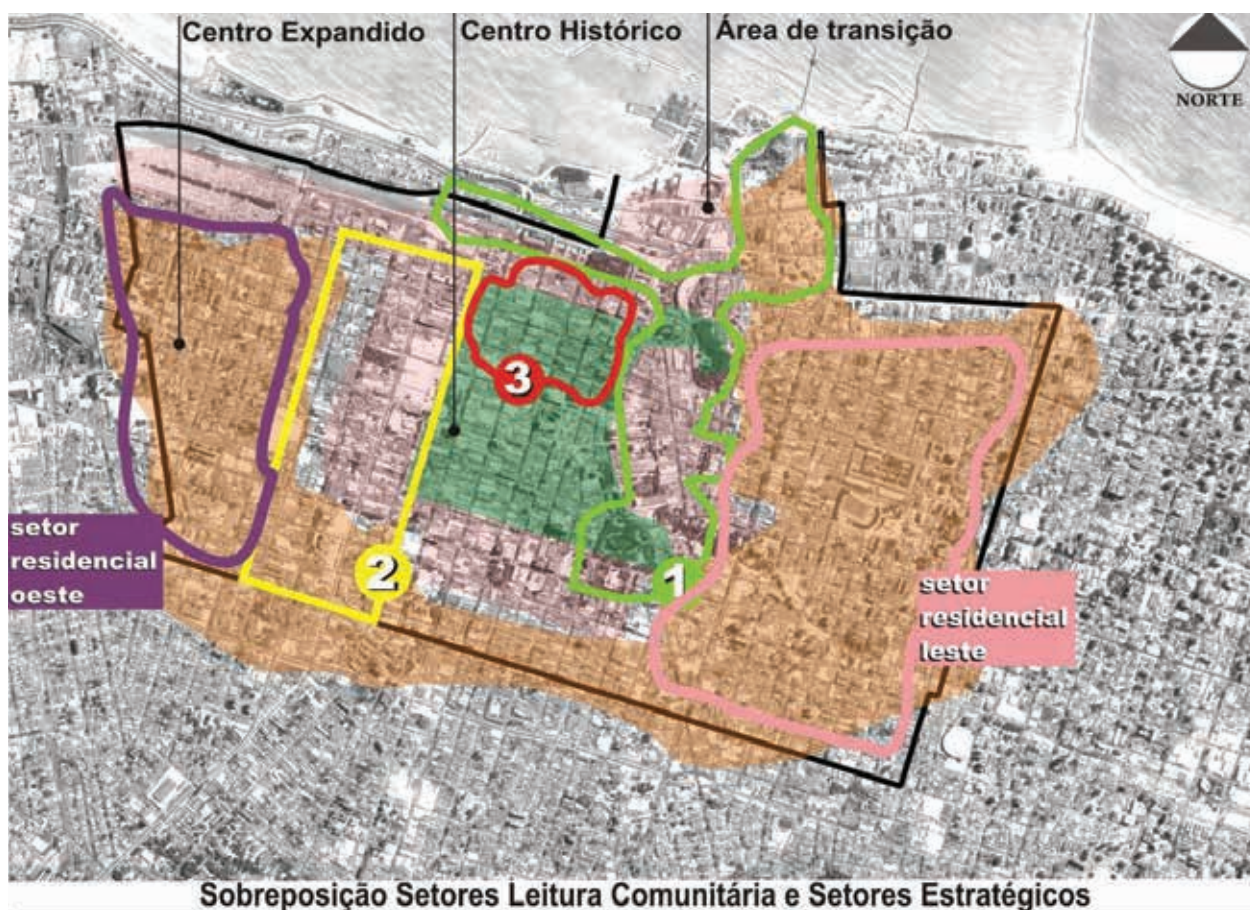 Centro Expandido
Centro Histórico
Área de transição
NORTE
3
2
1
setor
residencial
oeste
setor
residencial
leste
Sobreposição Setores Leitura Comunitária e Setores Estratégicos